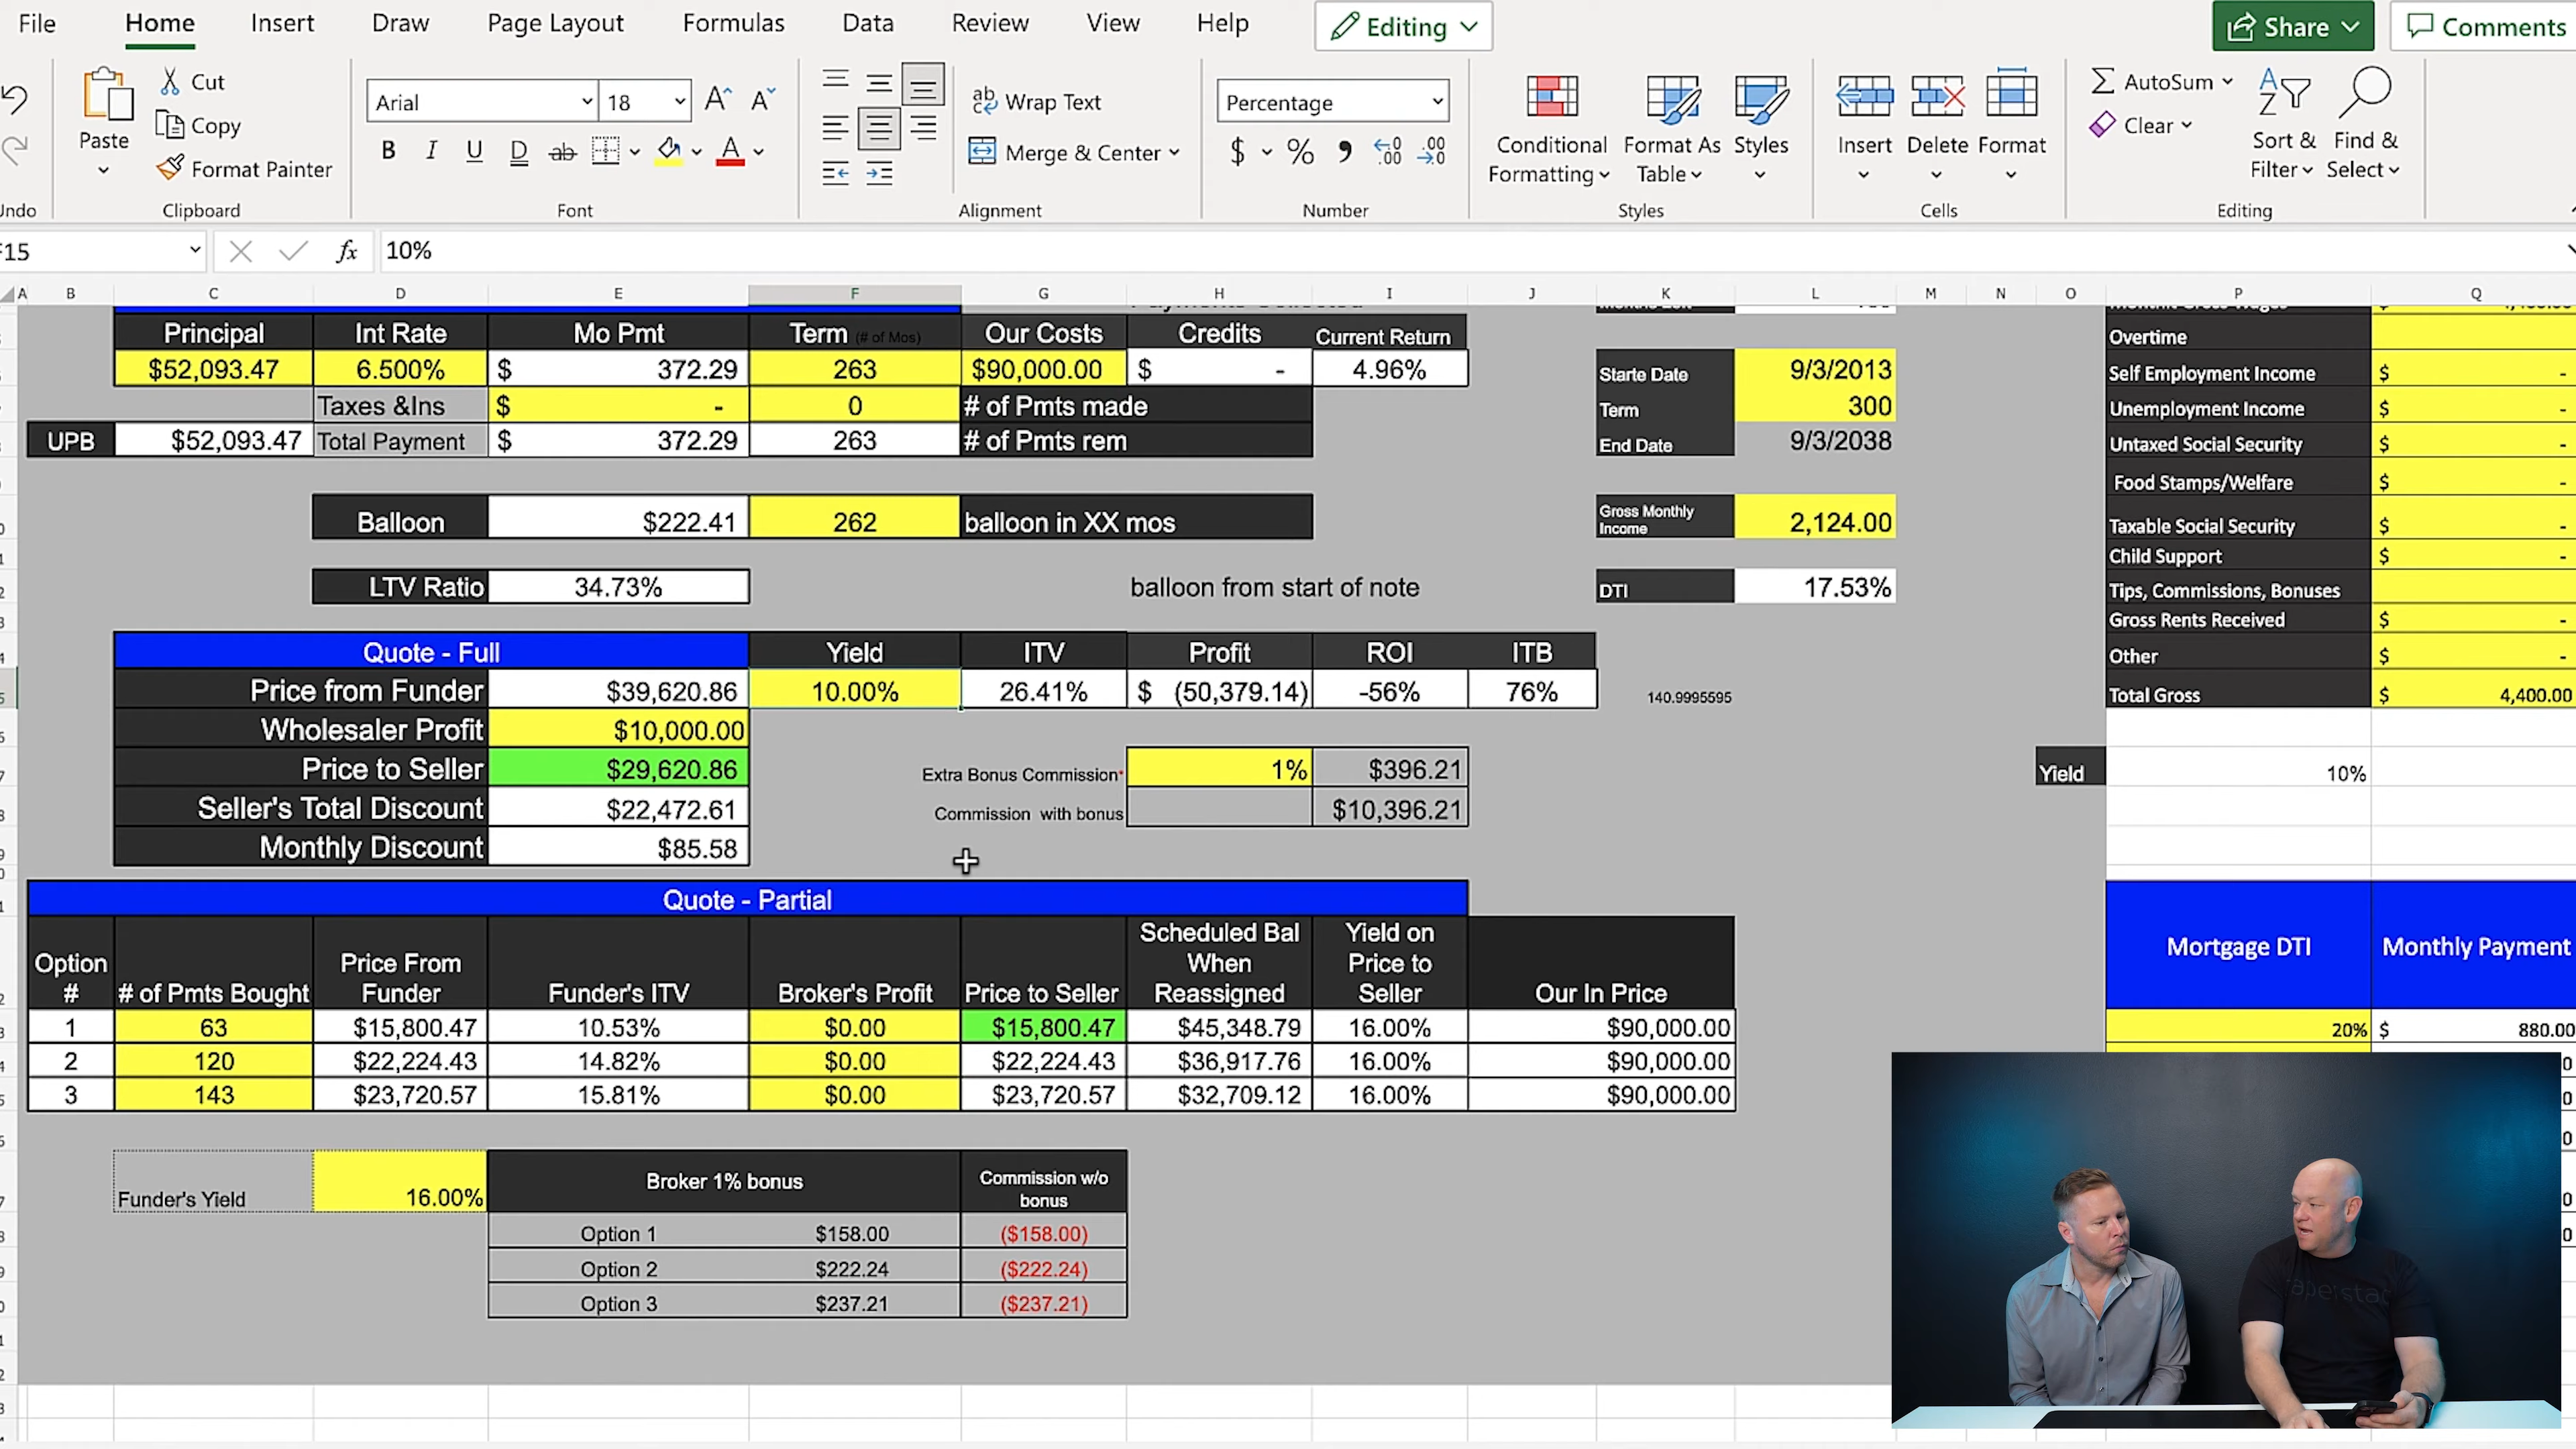 File Home Insert Draw Page Layout Formulas Data Review View Help Editing Share Comments
Paste Cut Copy Format Painter
Arial 18
Wrap Text
Merge & Center
Percentage
Conditional Formatting Format As Table Styles Insert Delete Format AutoSum Clear Sort & Filter Find & Select
Undo Clipboard Font Alignment Number Styles Cells Editing
F15 fx 10%
A B C D E F G H I J K L M N O P Q
Principal Int Rate Mo Pmt Term (# of Mos) Our Costs Credits Current Return
$52,093.47 6.500% $ 372.29 263 $90,000.00 $ - 4.96%
Taxes &Ins $ - 0 # of Pmts made
UPB $52,093.47 Total Payment $ 372.29 263 # of Pmts rem
Balloon $222.41 262 balloon in XX mos
LTV Ratio 34.73% balloon from start of note
Starte Date 9/3/2013
Term 300
End Date 9/3/2038
Gross Monthly Income 2,124.00
DTI 17.53%
Overtime
Self Employment Income $ -
Unemployment Income $ -
Untaxed Social Security $ -
Food Stamps/Welfare $ -
Taxable Social Security $ -
Child Support $ -
Tips, Commissions, Bonuses
Gross Rents Received $ -
Other $ -
Total Gross $ 4,400.00
Quote - Full Yield ITV Profit ROI ITB
Price from Funder $39,620.86 10.00% 26.41% $ (50,379.14) -56% 76% 140.9995595
Wholesaler Profit $10,000.00
Price to Seller $29,620.86 Extra Bonus Commission* 1% $396.21
Seller's Total Discount $22,472.61 Commission with bonus $10,396.21
Monthly Discount $85.58
Yield 10%
Quote - Partial
Option # # of Pmts Bought Price From Funder Funder's ITV Broker's Profit Price to Seller Scheduled Bal When Reassigned Yield on Price to Seller Our In Price
1 63 $15,800.47 10.53% $0.00 $15,800.47 $45,348.79 16.00% $90,000.00
2 120 $22,224.43 14.82% $0.00 $22,224.43 $36,917.76 16.00% $90,000.00
3 143 $23,720.57 15.81% $0.00 $23,720.57 $32,709.12 16.00% $90,000.00
Mortgage DTI Monthly Payment
20% $ 880.00
Funder's Yield 16.00% Broker 1% bonus Commission w/o bonus
Option 1 $158.00 ($158.00)
Option 2 $222.24 ($222.24)
Option 3 $237.21 ($237.21)